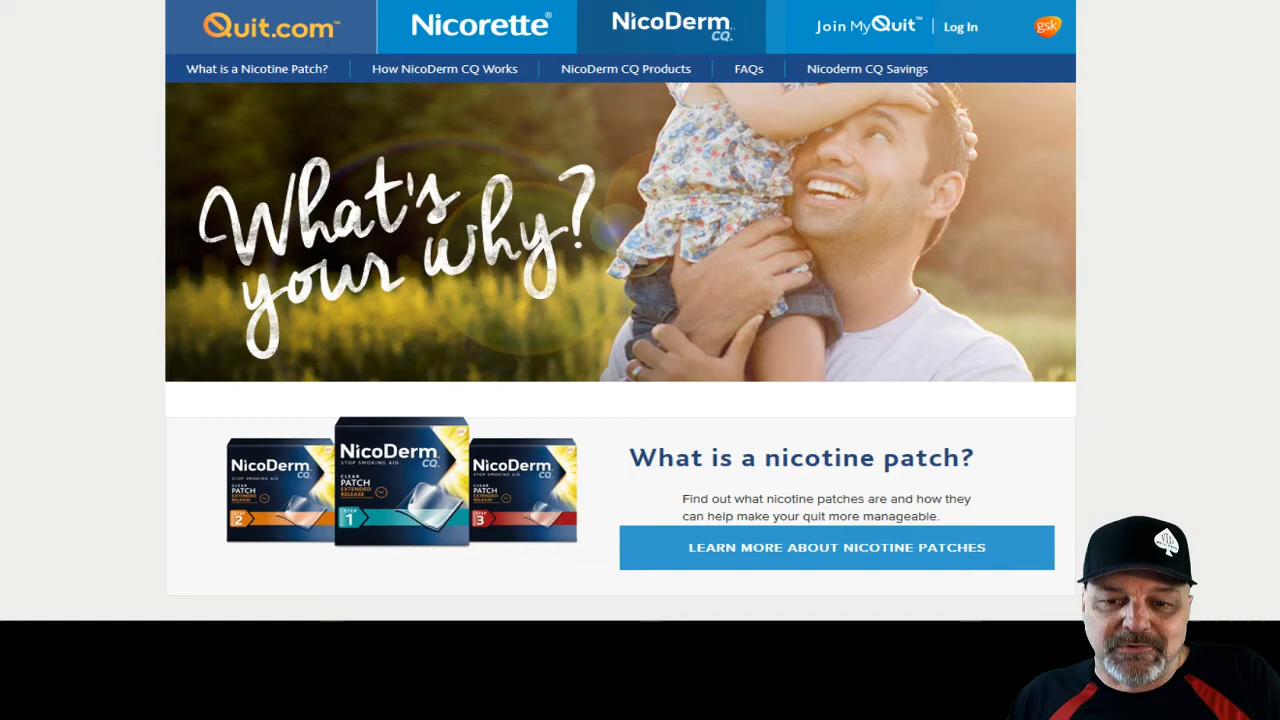 Quit.com™
Nicorette®
NicoDerm CQ.
Join MyQuit™ | Log In
gsk
What is a Nicotine Patch?
How NicoDerm CQ Works
NicoDerm CQ Products
FAQs
Nicoderm CQ Savings
What's
your why?
NicoDerm CQ.
STOP SMOKING AID
CLEAR
PATCH
EXTENDED
RELEASE
STEP 2
NicoDerm CQ.
STOP SMOKING AID
CLEAR
PATCH
EXTENDED
RELEASE
STEP 1
NicoDerm CQ.
STOP SMOKING AID
CLEAR
PATCH
EXTENDED
RELEASE
STEP 3
What is a nicotine patch?
Find out what nicotine patches are and how they
can help make your quit more manageable.
LEARN MORE ABOUT NICOTINE PATCHES